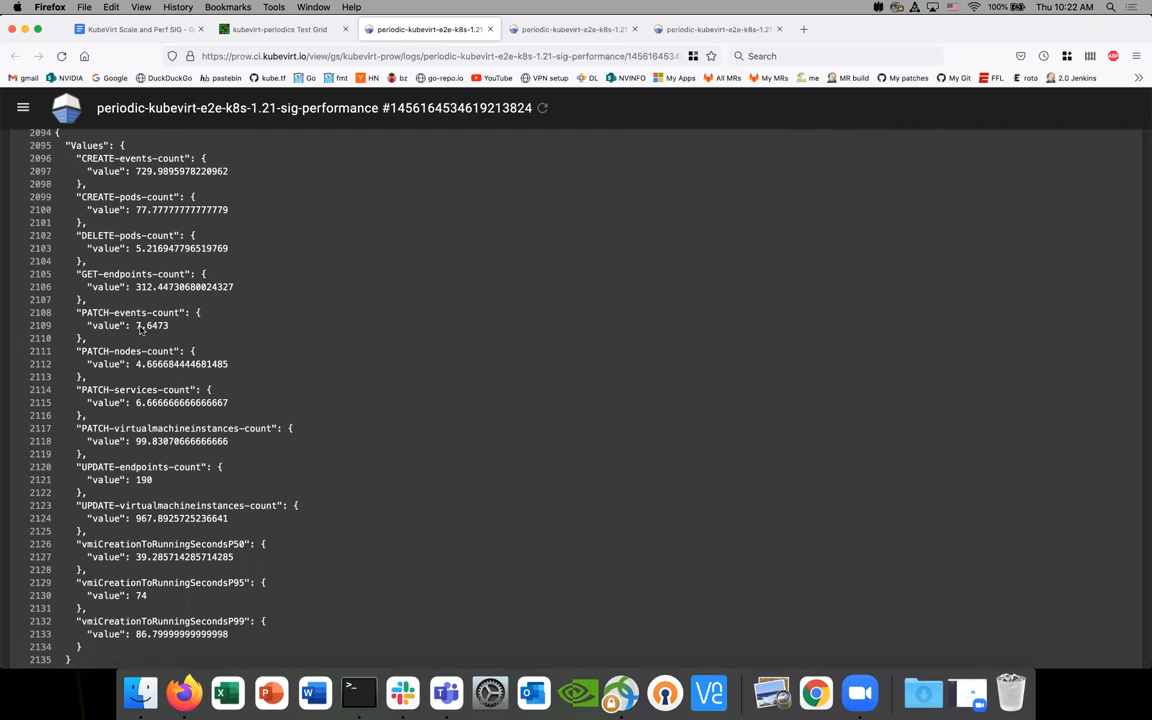 Firefox File Edit View History Bookmarks Tools Window Help 100% Thu 10:22 AM
KubeVirt Scale and Perf SIG - G kubevirt-periodics Test Grid periodic-kubevirt-e2e-k8s-1.21 periodic-kubevirt-e2e-k8s-1.21 periodic-kubevirt-e2e-k8s-1.21
https://prow.ci.kubevirt.io/view/gs/kubevirt-prow/logs/periodic-kubevirt-e2e-k8s-1.21-sig-performance/1456164534 Search
gmail NVIDIA Google DuckDuckGo pastebin kube.tf Go fmt HN bz go-repo.io YouTube VPN setup DL NVINFO My Apps All MRs My MRs me MR build My patches My Git FFL roto 2.0 Jenkins
periodic-kubevirt-e2e-k8s-1.21-sig-performance #1456164534619213824
2094 {
2095 "Values": {
2096 "CREATE-events-count": {
2097 "value": 729.9895978220962
2098 },
2099 "CREATE-pods-count": {
2100 "value": 77.77777777777779
2101 },
2102 "DELETE-pods-count": {
2103 "value": 5.216947796519769
2104 },
2105 "GET-endpoints-count": {
2106 "value": 312.44730680024327
2107 },
2108 "PATCH-events-count": {
2109 "value": 7.6473
2110 },
2111 "PATCH-nodes-count": {
2112 "value": 4.666684444681485
2113 },
2114 "PATCH-services-count": {
2115 "value": 6.666666666666667
2116 },
2117 "PATCH-virtualmachineinstances-count": {
2118 "value": 99.83070666666666
2119 },
2120 "UPDATE-endpoints-count": {
2121 "value": 190
2122 },
2123 "UPDATE-virtualmachineinstances-count": {
2124 "value": 967.8925725236641
2125 },
2126 "vmiCreationToRunningSecondsP50": {
2127 "value": 39.285714285714285
2128 },
2129 "vmiCreationToRunningSecondsP95": {
2130 "value": 74
2131 },
2132 "vmiCreationToRunningSecondsP99": {
2133 "value": 86.79999999999998
2134 }
2135 }